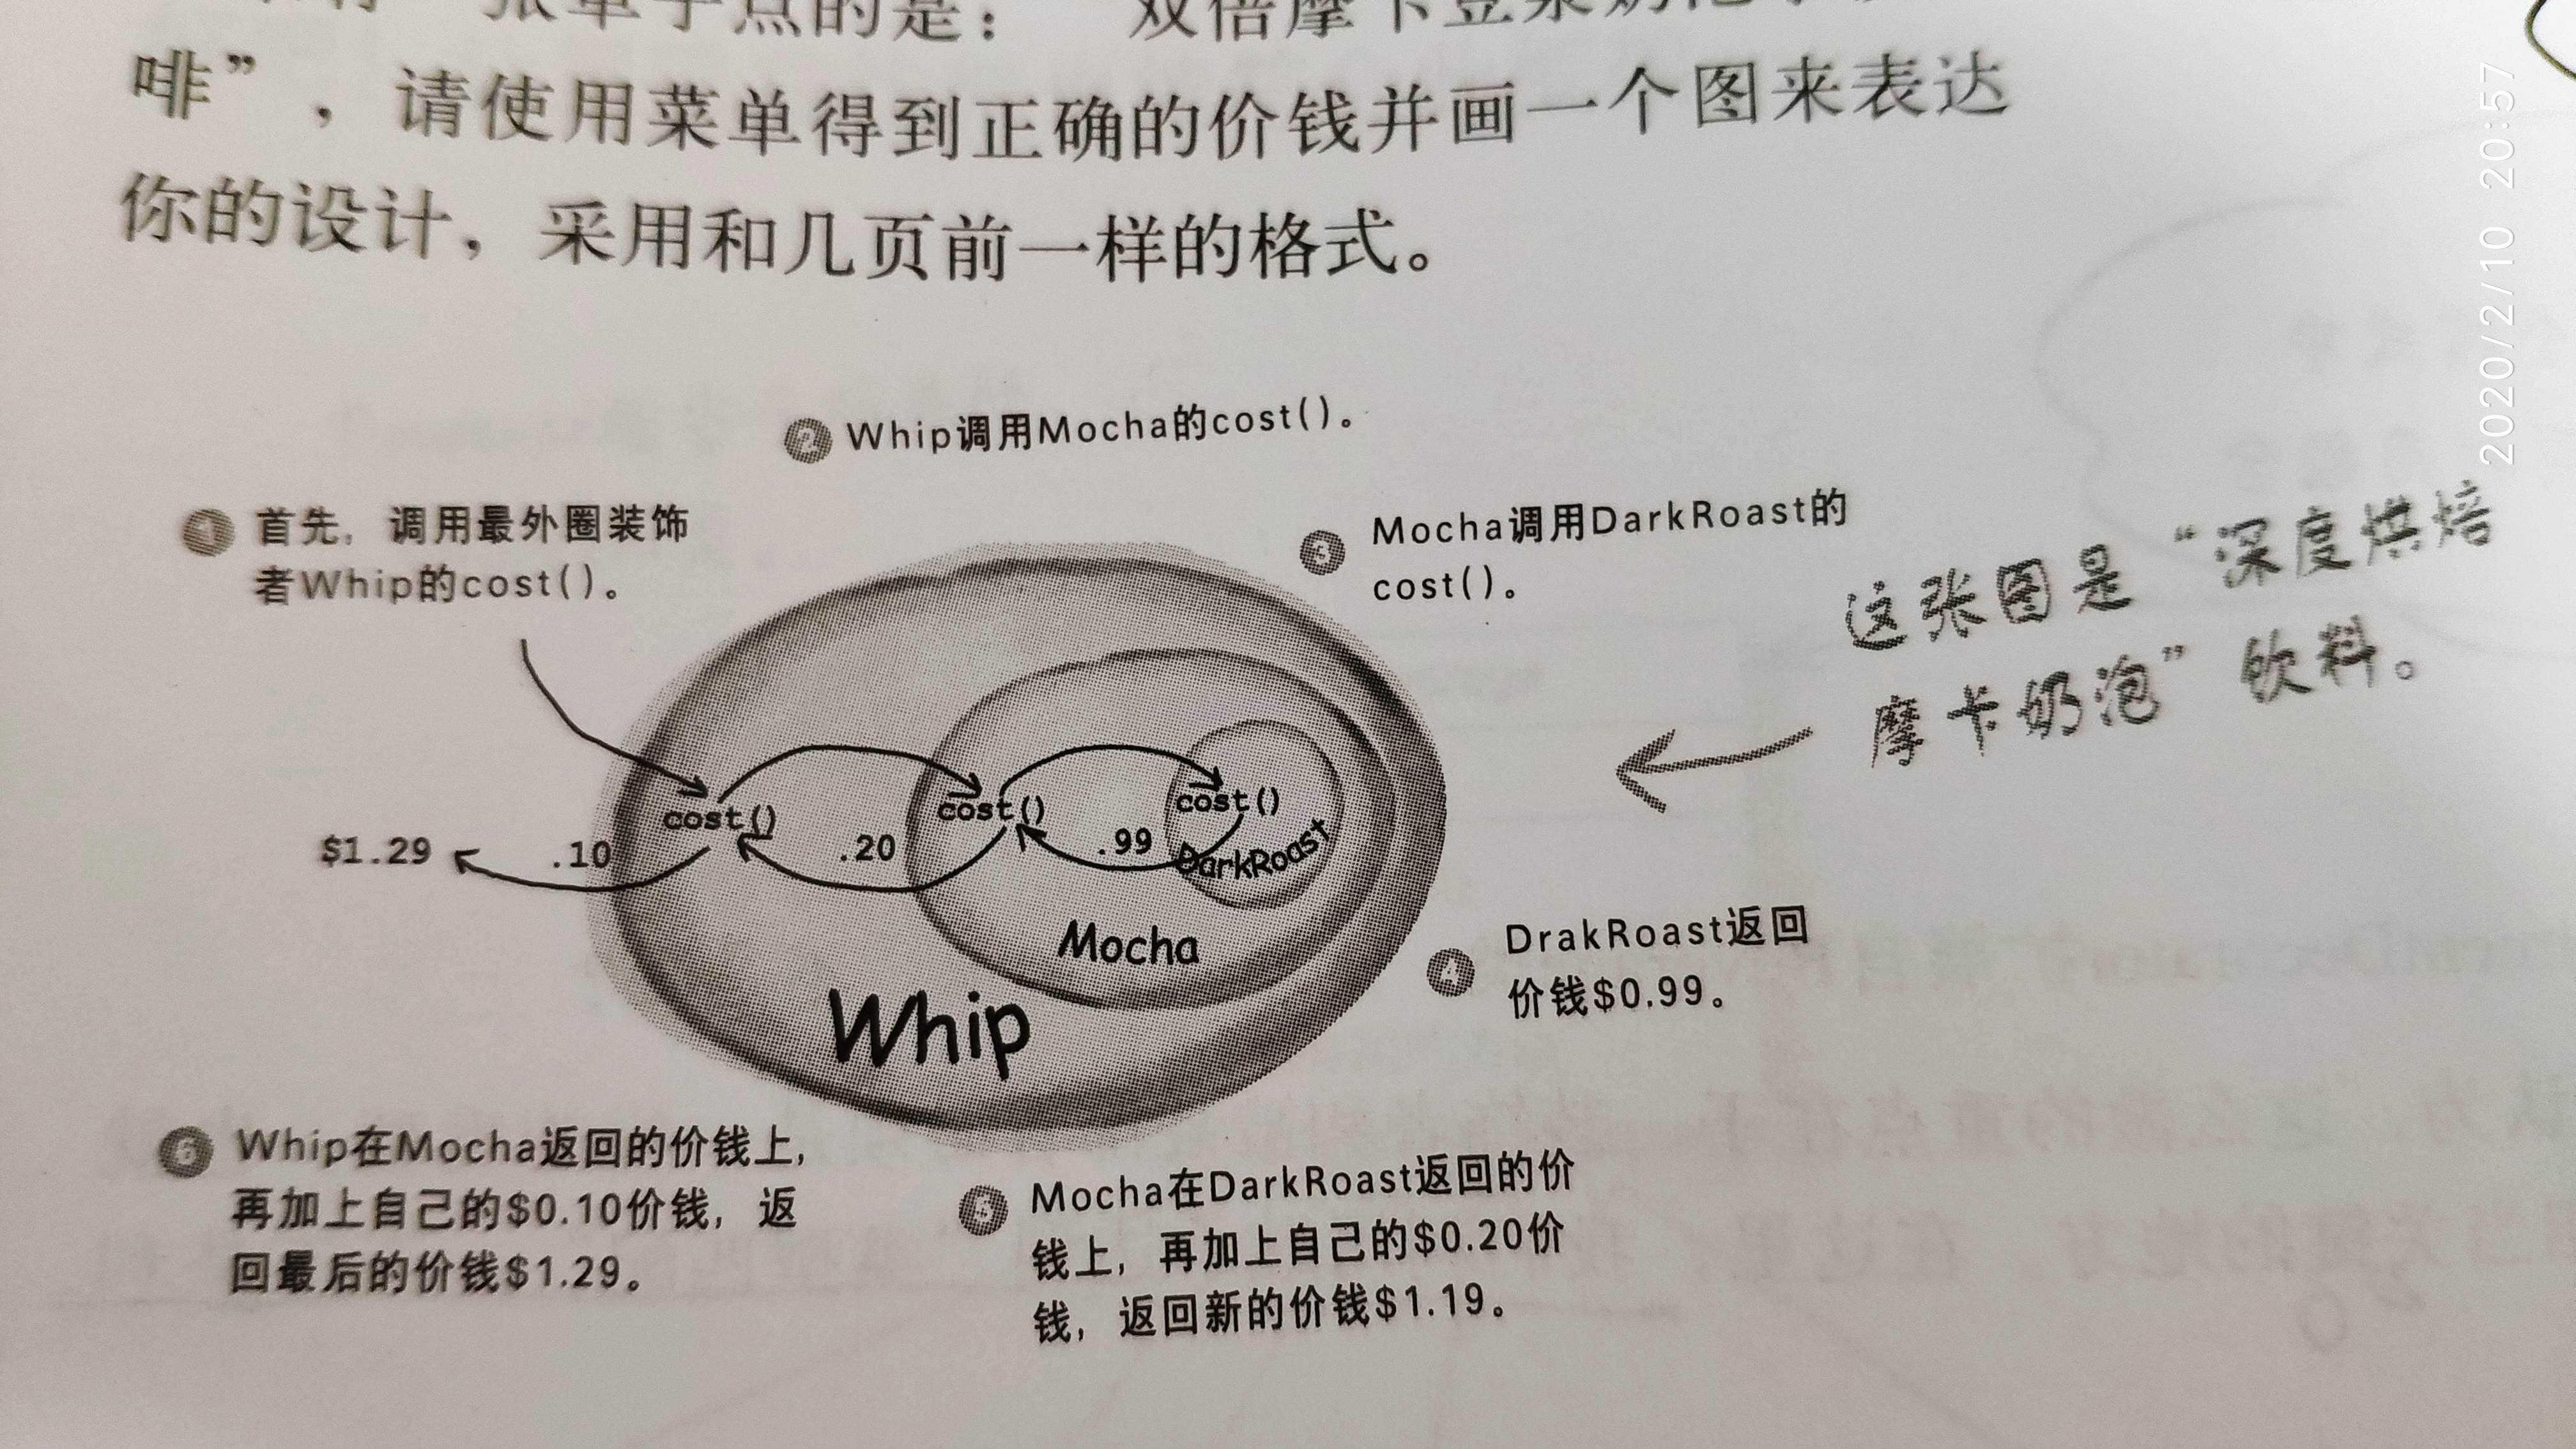 张单子点的是：“双倍摩卡豆浆奶泡
啡”，请使用菜单得到正确的价钱并画一个图来表达
你的设计，采用和几页前一样的格式。
2020/2/10 20:57
2 Whip调用Mocha的cost()。
1 首先，调用最外圈装饰
者Whip的cost()。
3 Mocha调用DarkRoast的
cost()。
这张图是“深度烘焙
摩卡奶泡”饮料。
cost()
cost()
cost()
$1.29
.10
.20
.99
DarkRoast
Mocha
Whip
4 DrakRoast返回
价钱$0.99。
6 Whip在Mocha返回的价钱上，
再加上自己的$0.10价钱，返
回最后的价钱$1.29。
5 Mocha在DarkRoast返回的价
钱上，再加上自己的$0.20价
钱，返回新的价钱$1.19。